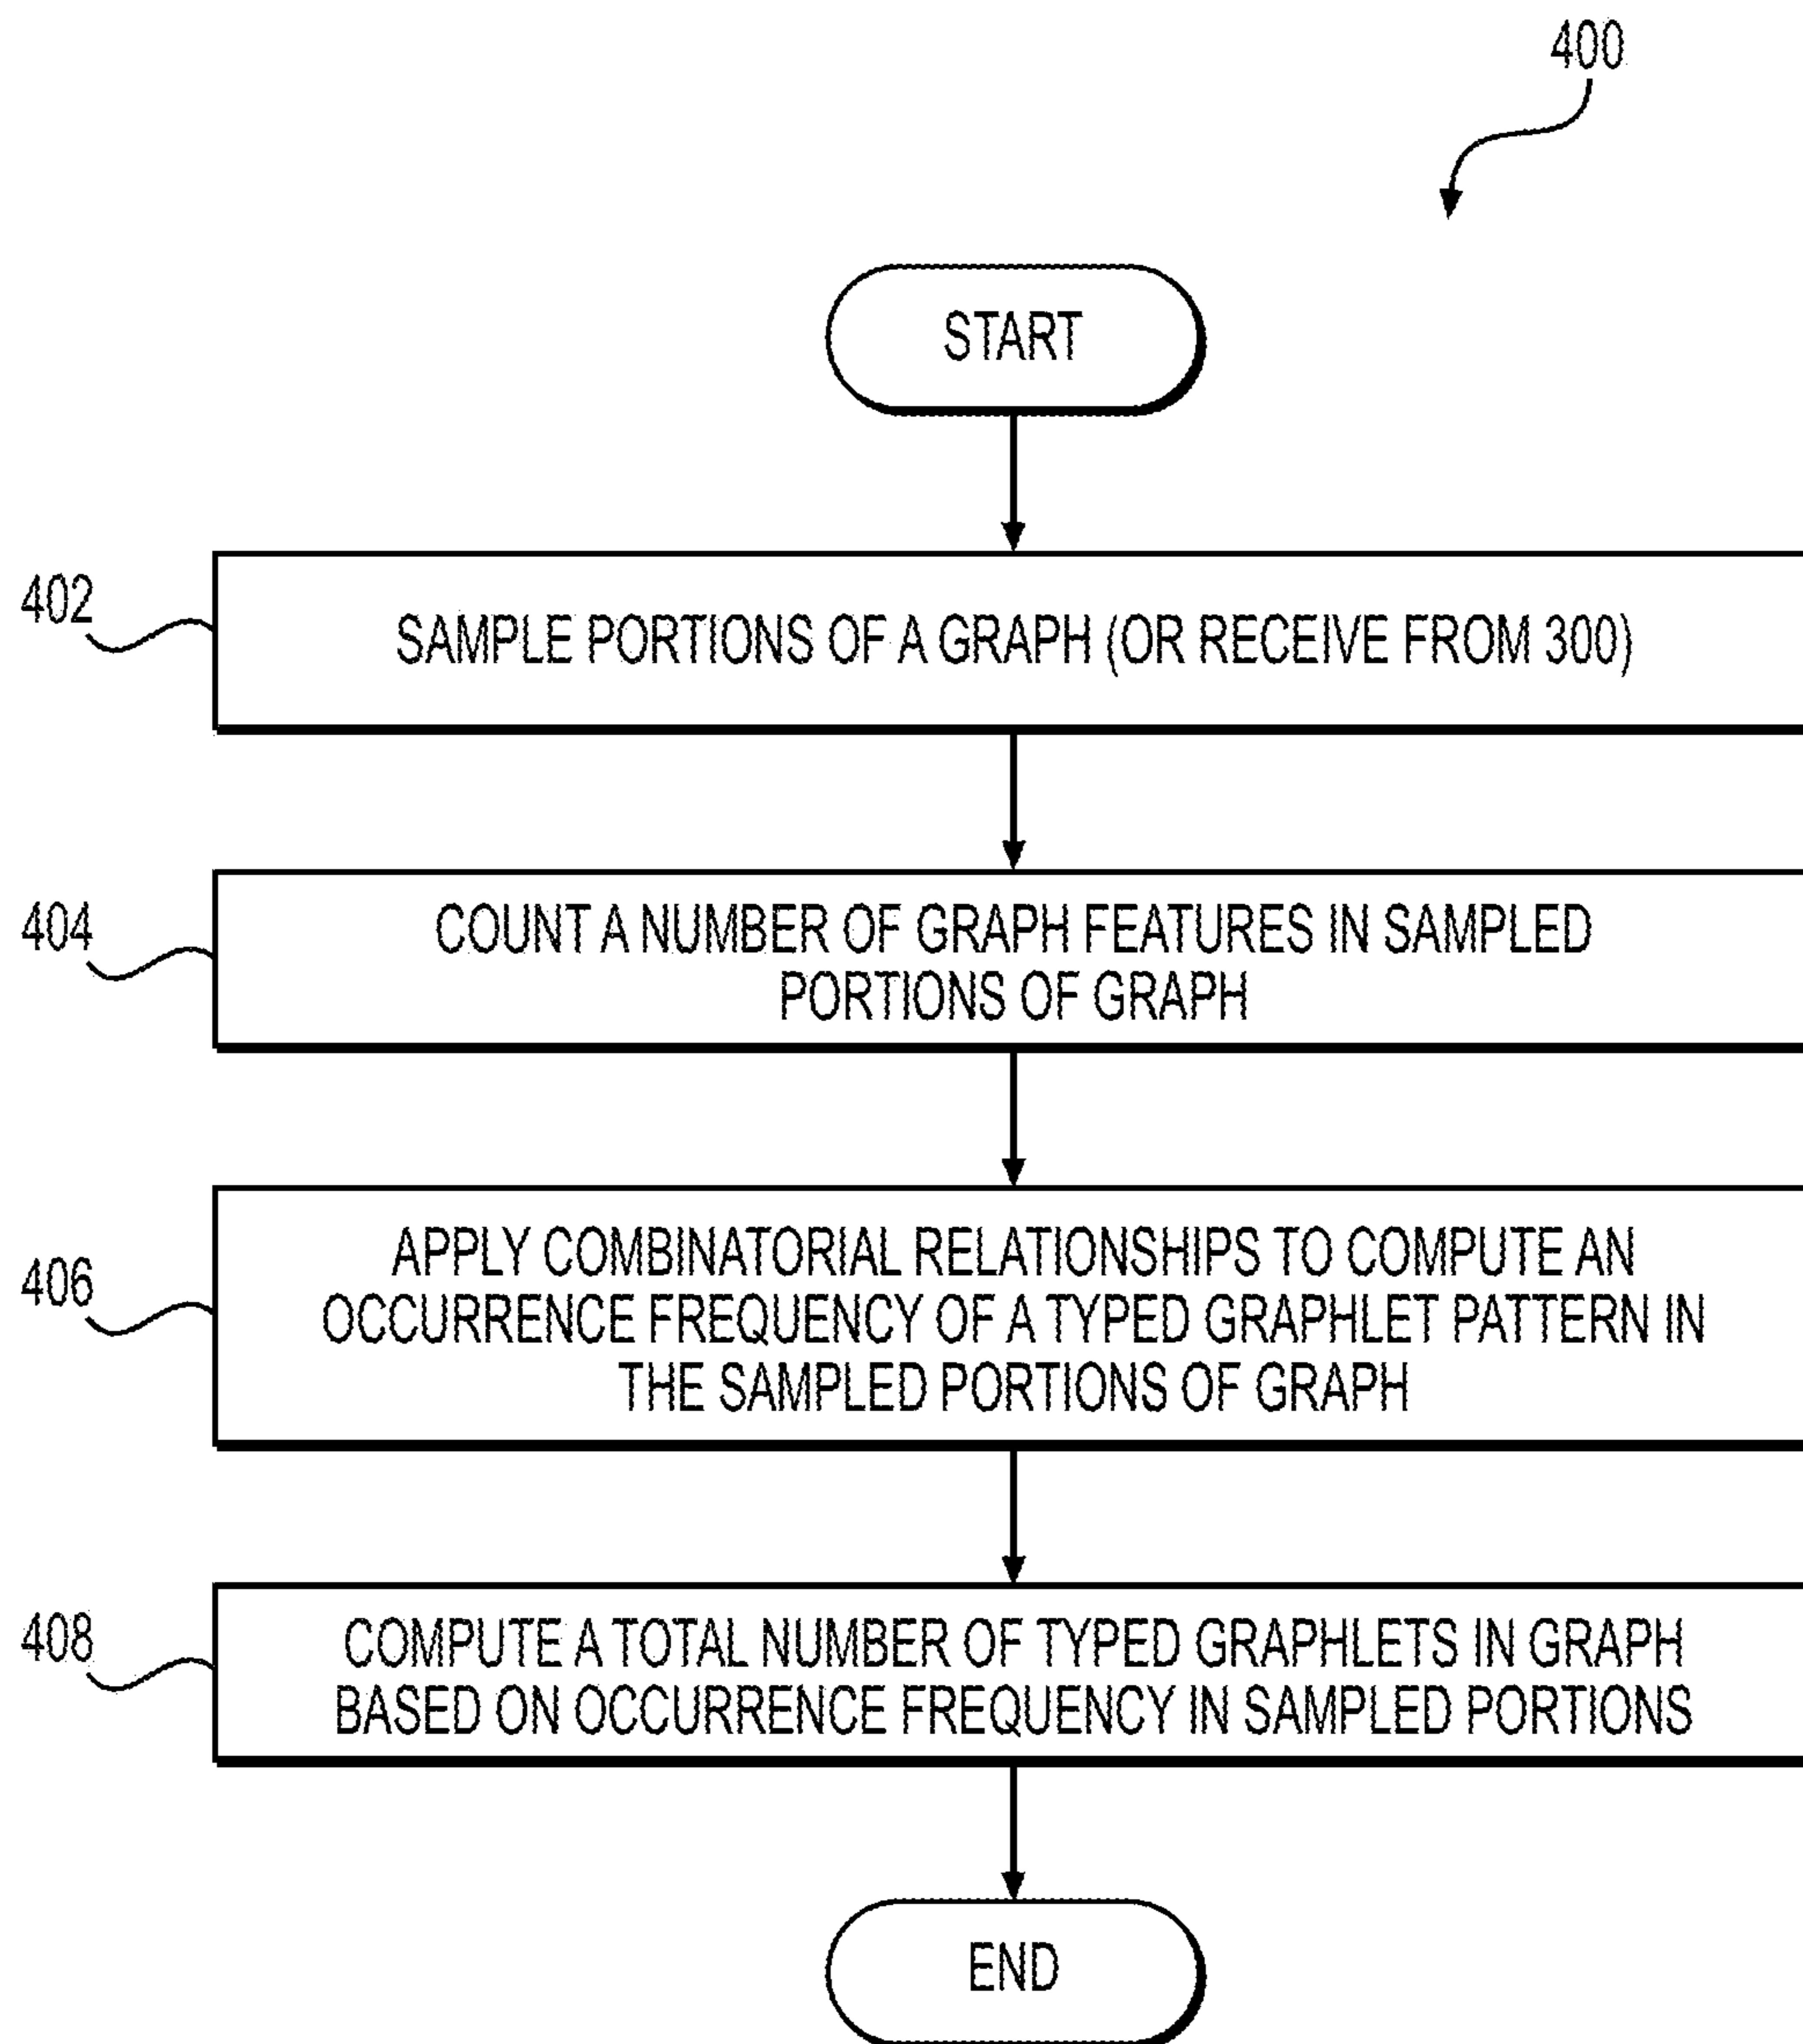 400
START
402
SAMPLE PORTIONS OF A GRAPH (OR RECEIVE FROM 300)
404
COUNT A NUMBER OF GRAPH FEATURES IN SAMPLED
PORTIONS OF GRAPH
406
APPLY COMBINATORIAL RELATIONSHIPS TO COMPUTE AN
OCCURRENCE FREQUENCY OF A TYPED GRAPHLET PATTERN IN
THE SAMPLED PORTIONS OF GRAPH
408
COMPUTE A TOTAL NUMBER OF TYPED GRAPHLETS IN GRAPH
BASED ON OCCURRENCE FREQUENCY IN SAMPLED PORTIONS
END